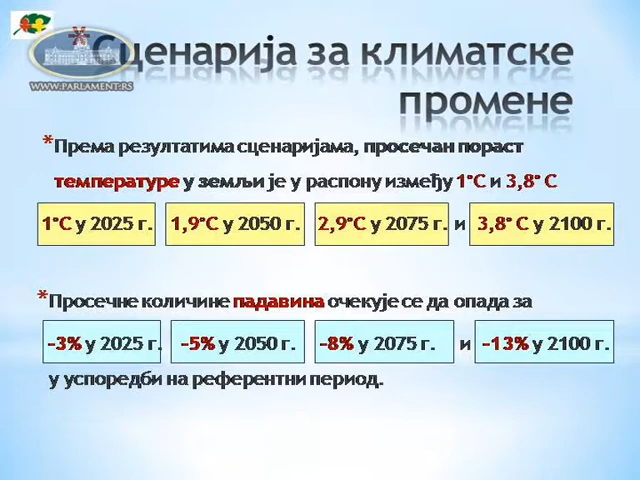 Сценарија за климатске
промене
WWW.PARLAMENT.RS
*Према резултатима сценаријама, просечан пораст
температуре у земљи је у распону између 1°C и 3,8° C
1°C у 2025 г. 1,9°C у 2050 г. 2,9°C у 2075 г. и 3,8° C у 2100 г.
*Просечне количине падавина очекује се да опада за
-3% у 2025 г. -5% у 2050 г. -8% у 2075 г. и -13% у 2100 г.
у успоредби на референтни период.